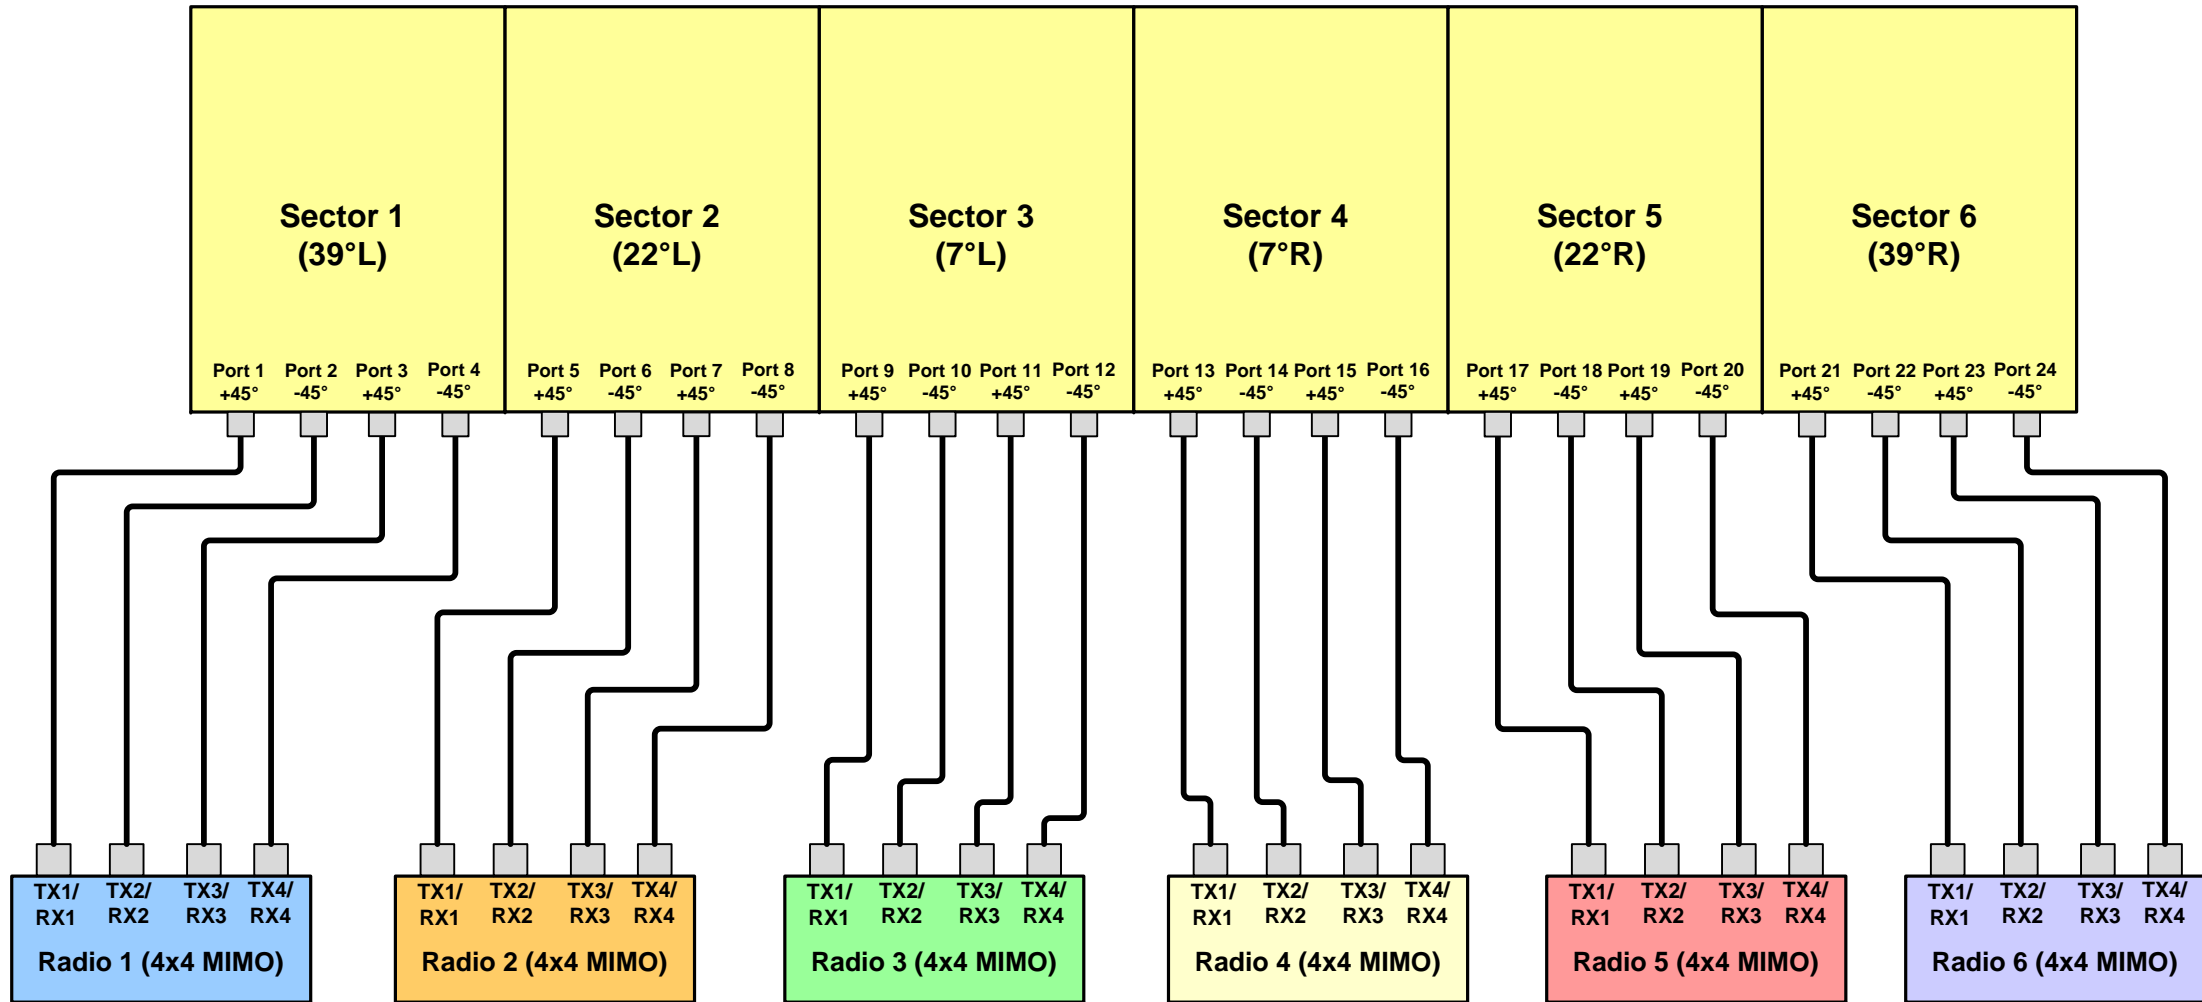 Sector 1
(39°L)
Sector 2
(22°L)
Sector 3
(7°L)
Sector 4
(7°R)
Sector 5
(22°R)
Sector 6
(39°R)
Port 1
+45°
Port 2
-45°
Port 3
+45°
Port 4
-45°
Port 5
+45°
Port 6
-45°
Port 7
+45°
Port 8
-45°
Port 9
+45°
Port 10
-45°
Port 11
+45°
Port 12
-45°
Port 13
+45°
Port 14
-45°
Port 15
+45°
Port 16
-45°
Port 17
+45°
Port 18
-45°
Port 19
+45°
Port 20
-45°
Port 21
+45°
Port 22
-45°
Port 23
+45°
Port 24
-45°
TX1/
RX1
TX2/
RX2
TX3/
RX3
TX4/
RX4
Radio 1 (4x4 MIMO)
TX1/
RX1
TX2/
RX2
TX3/
RX3
TX4/
RX4
Radio 2 (4x4 MIMO)
TX1/
RX1
TX2/
RX2
TX3/
RX3
TX4/
RX4
Radio 3 (4x4 MIMO)
TX1/
RX1
TX2/
RX2
TX3/
RX3
TX4/
RX4
Radio 4 (4x4 MIMO)
TX1/
RX1
TX2/
RX2
TX3/
RX3
TX4/
RX4
Radio 5 (4x4 MIMO)
TX1/
RX1
TX2/
RX2
TX3/
RX3
TX4/
RX4
Radio 6 (4x4 MIMO)